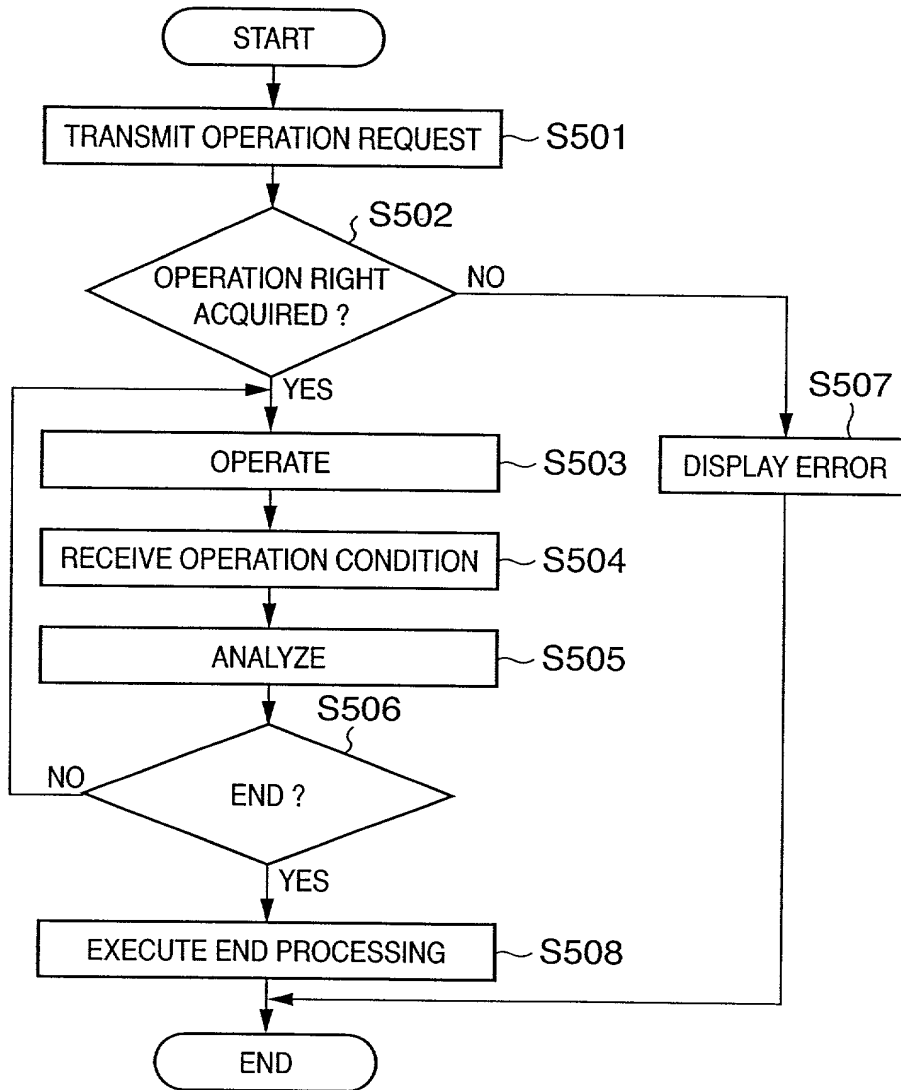 START
TRANSMIT OPERATION REQUEST
S501
S502
OPERATION RIGHT
ACQUIRED ?
NO
YES
S507
OPERATE
S503
DISPLAY ERROR
RECEIVE OPERATION CONDITION
S504
ANALYZE
S505
S506
NO
END ?
YES
EXECUTE END PROCESSING
S508
END